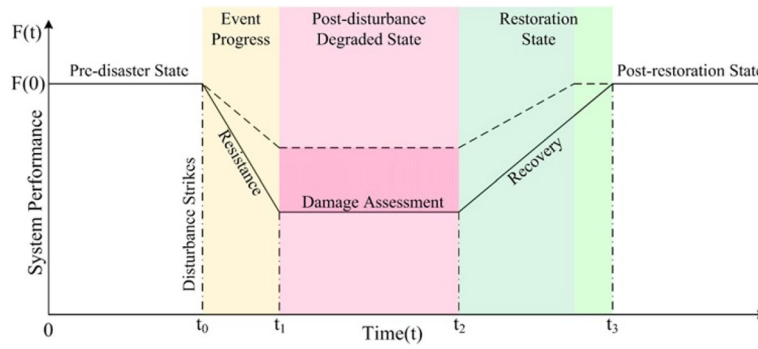 F(t)
Event
Progress
Post-disturbance
Degraded State
Restoration
State
F(0)
Pre-disaster State
Post-restoration State
System Performance
Disturbance Strikes
Resistance
Damage Assessment
Recovery
0
t₀
t₁
Time(t)
t₂
t₃